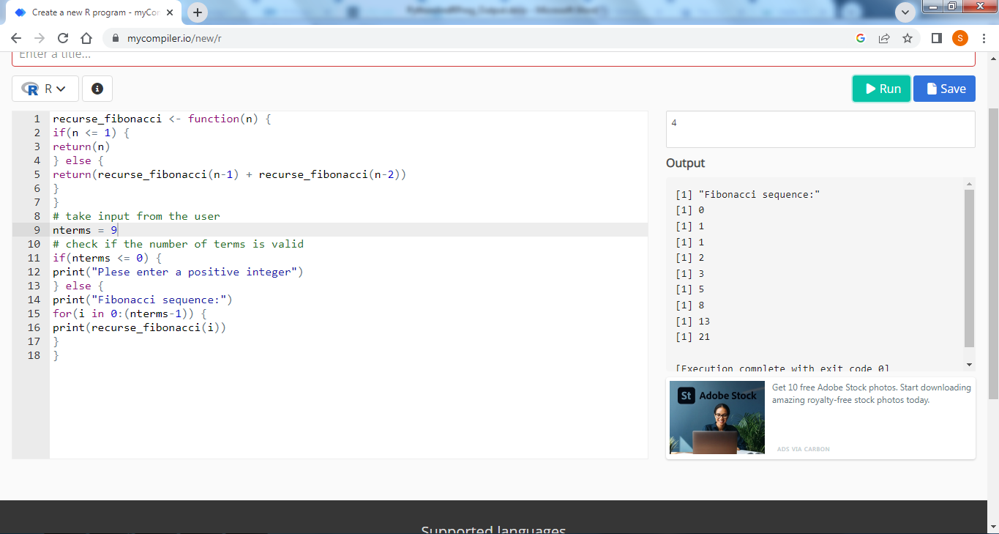 Create a new R program - myCor
mycompiler.io/new/r
S
Enter a title...
R
Run
Save
1 recurse_fibonacci <- function(n) {
2 if(n <= 1) {
3 return(n)
4 } else {
5 return(recurse_fibonacci(n-1) + recurse_fibonacci(n-2))
6 }
7 }
8 # take input from the user
9 nterms = 9
10 # check if the number of terms is valid
11 if(nterms <= 0) {
12 print("Plese enter a positive integer")
13 } else {
14 print("Fibonacci sequence:")
15 for(i in 0:(nterms-1)) {
16 print(recurse_fibonacci(i))
17 }
18 }
4
Output
[1] "Fibonacci sequence:"
[1] 0
[1] 1
[1] 1
[1] 2
[1] 3
[1] 5
[1] 8
[1] 13
[1] 21
[Execution complete with exit code 0]
St Adobe Stock
Get 10 free Adobe Stock photos. Start downloading
amazing royalty-free stock photos today.
ADS VIA CARBON
Supported languages